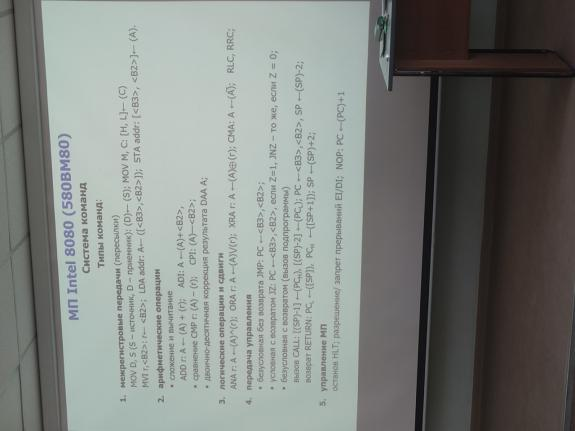 МП Intel 8080 (580ВМ80)
Система команд
Типы команд:
1. межрегистровые передачи (пересылки)
MOV D, S (S – источник, D – приемник): (D)← (S); MOV M, C: [H, L]← (C)
MVI r,<B2>: r← <B2>; LDA addr: A← ([<B3>,<B2>]); STA addr: [<B3>, <B2>]← (A).
2. арифметические операции
• сложение и вычитание
ADD r: A ←(A) + (r); ADI: A ←(A)+<B2>,
• сравнение CMP r: (A) – (r); CPI: (A)–<B2>;
• двоично-десятичная коррекция результата DAA A;
3. логические операции и сдвиги
ANA r: A ←(A)^(r); ORA r: A ←(A)V(r); XRA r: A ←(A)⊕(r); CMA: A ←(A̅); RLC, RRC;
4. передача управления
• безусловная без возврата JMP: PC ←<B3>,<B2>;
• условная с возвратом JZ: PC ←<B3>,<B2>, если Z=1, JNZ – то же, если Z = 0;
• безусловная с возвратом (вызов подпрограммы)
вызов CALL: [(SP)-1] ←(PCH), [(SP)-2] ←(PCL); PC ←<B3>,<B2>, SP ←(SP)-2;
возврат RETURN: PCL ←([SP]), PCH ←([SP+1]); SP ←(SP)+2;
5. управление МП
останов HLT; разрешение/ запрет прерываний EI/DI; NOP: PC ←(PC)+1